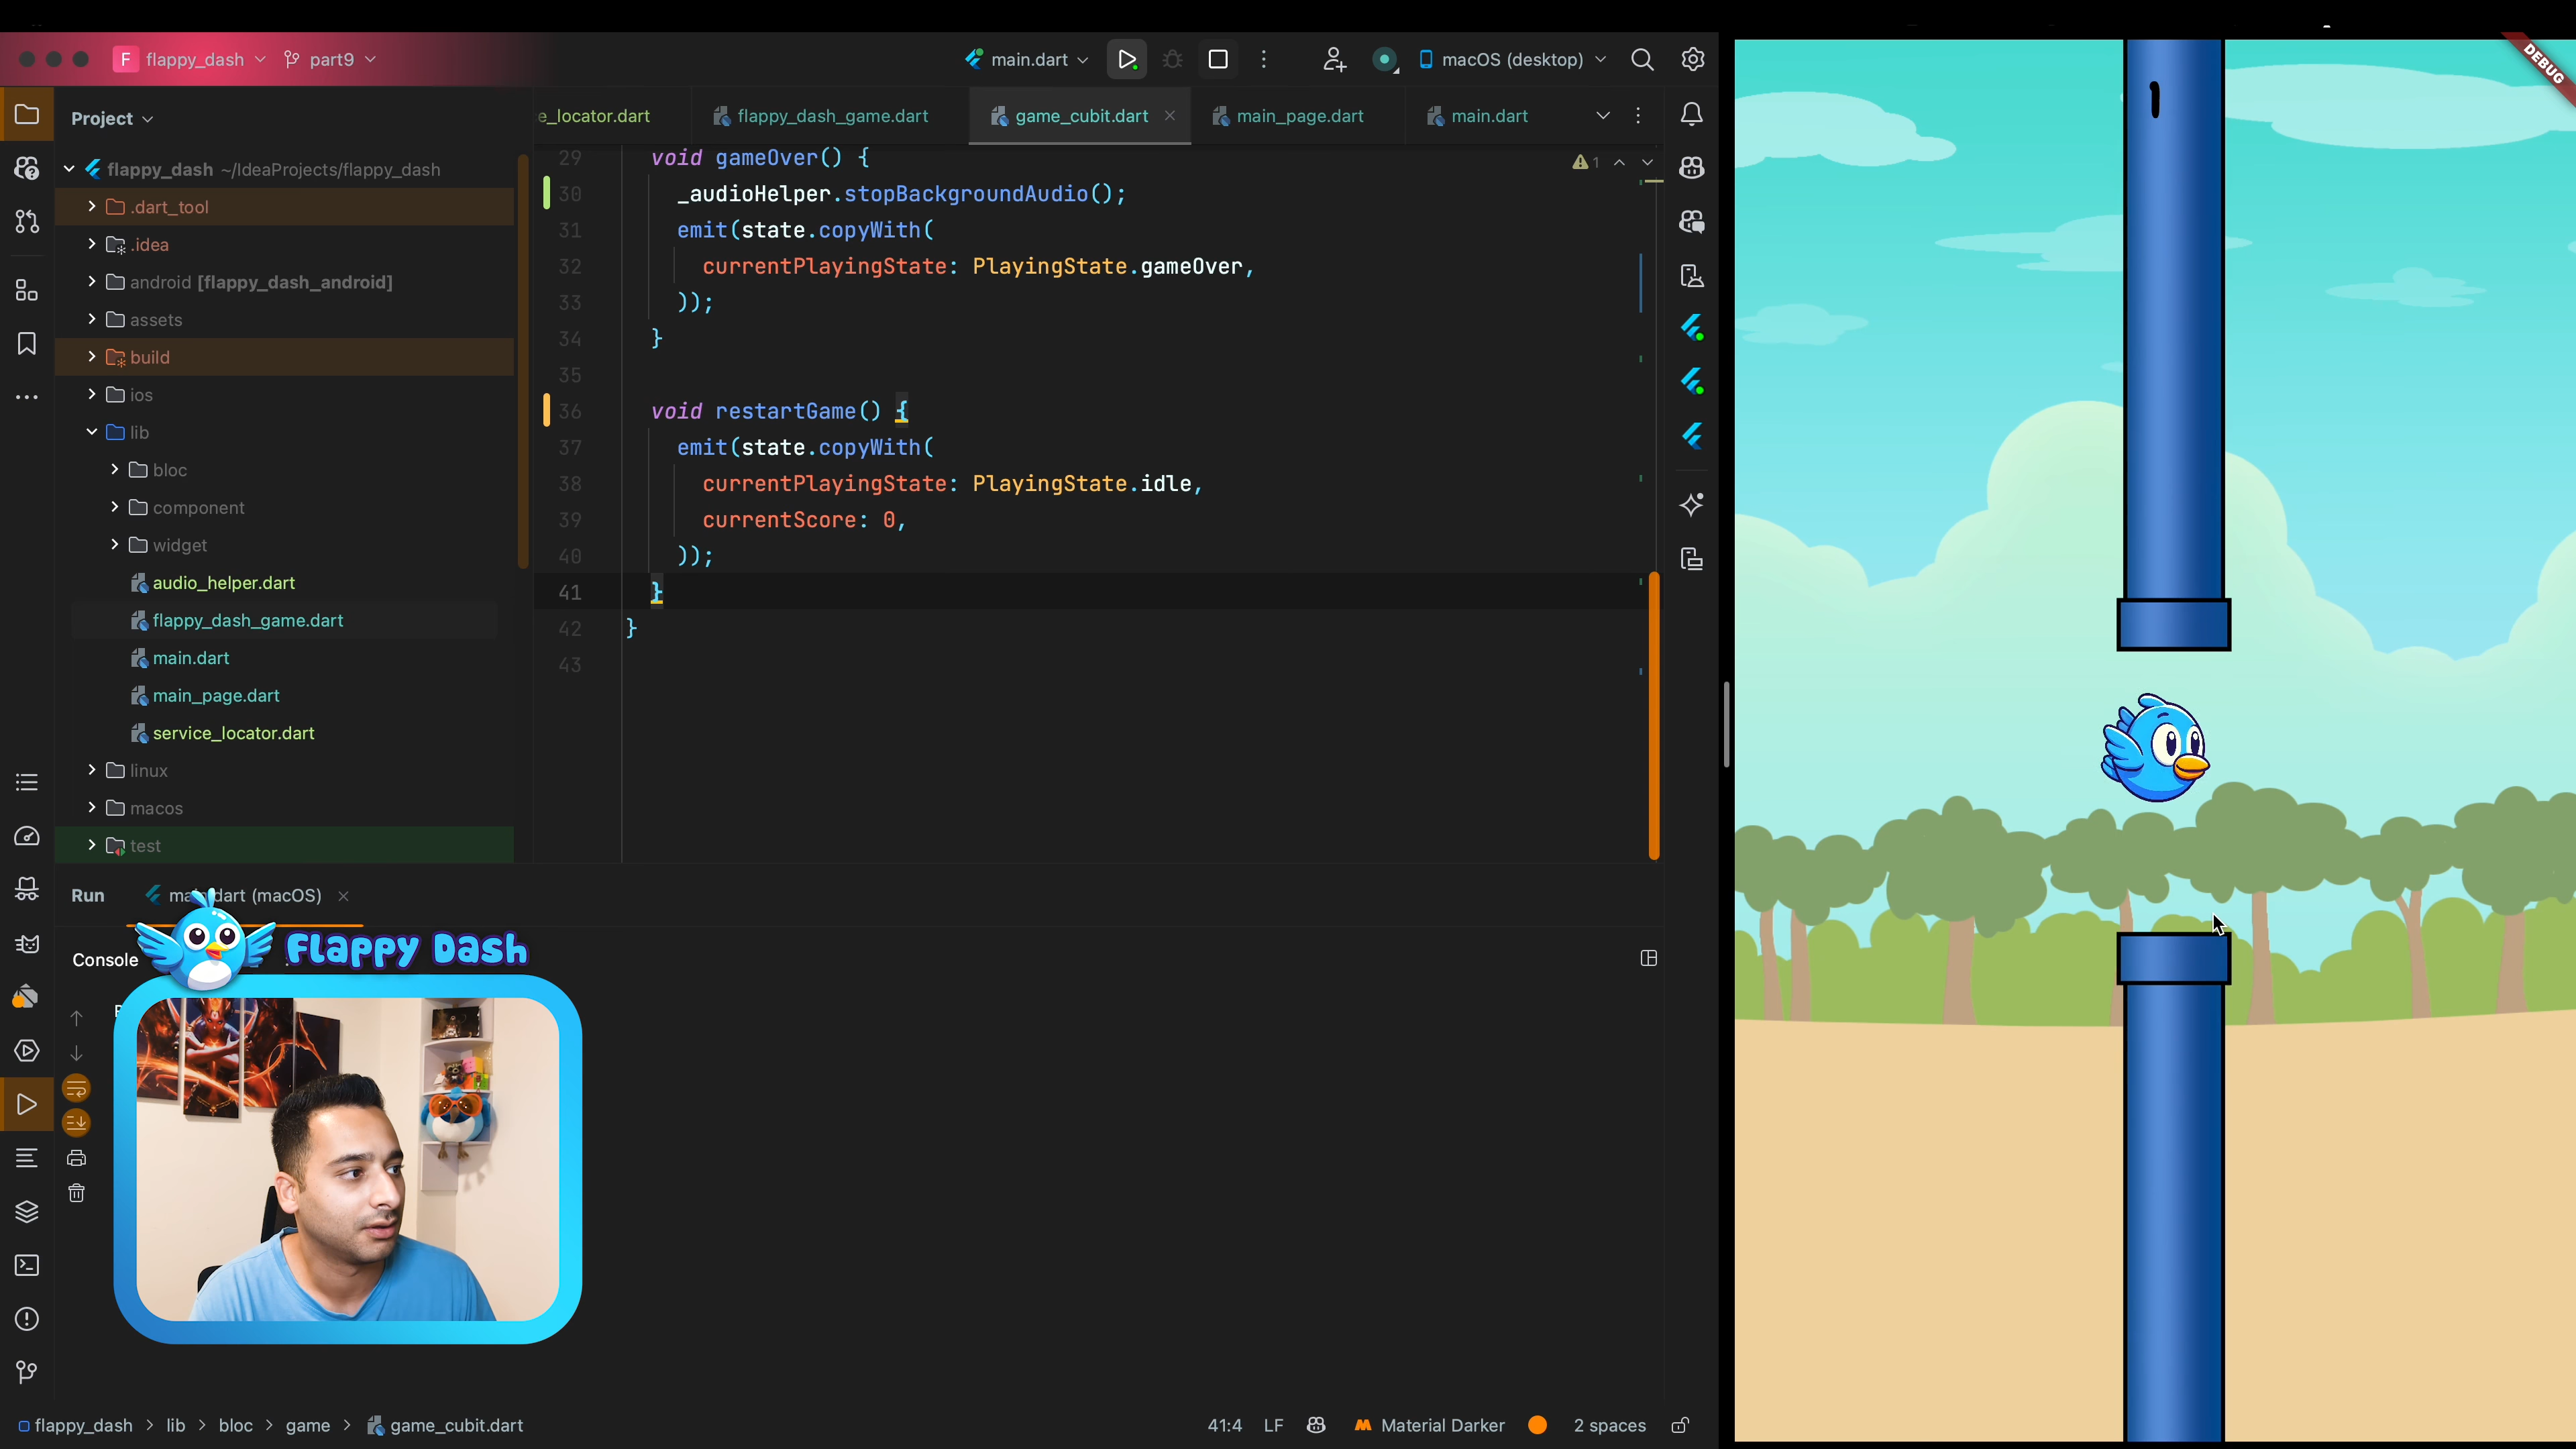 F flappy_dash part9 main.dart macOS (desktop)
DEBUG
Project
e_locator.dart flappy_dash_game.dart game_cubit.dart main_page.dart main.dart
flappy_dash ~/IdeaProjects/flappy_dash
.dart_tool
.idea
android [flappy_dash_android]
assets
build
ios
lib
bloc
component
widget
audio_helper.dart
flappy_dash_game.dart
main.dart
main_page.dart
service_locator.dart
linux
macos
test
29 void gameOver() {
30 _audioHelper.stopBackgroundAudio();
31 emit(state.copyWith(
32 currentPlayingState: PlayingState.gameOver,
33 ));
34 }
35
36 void restartGame() {
37 emit(state.copyWith(
38 currentPlayingState: PlayingState.idle,
39 currentScore: 0,
40 ));
41 }
42 }
43
1
1
Run main.dart (macOS)
Flappy Dash
Console
flappy_dash > lib > bloc > game > game_cubit.dart
41:4 LF Material Darker 2 spaces